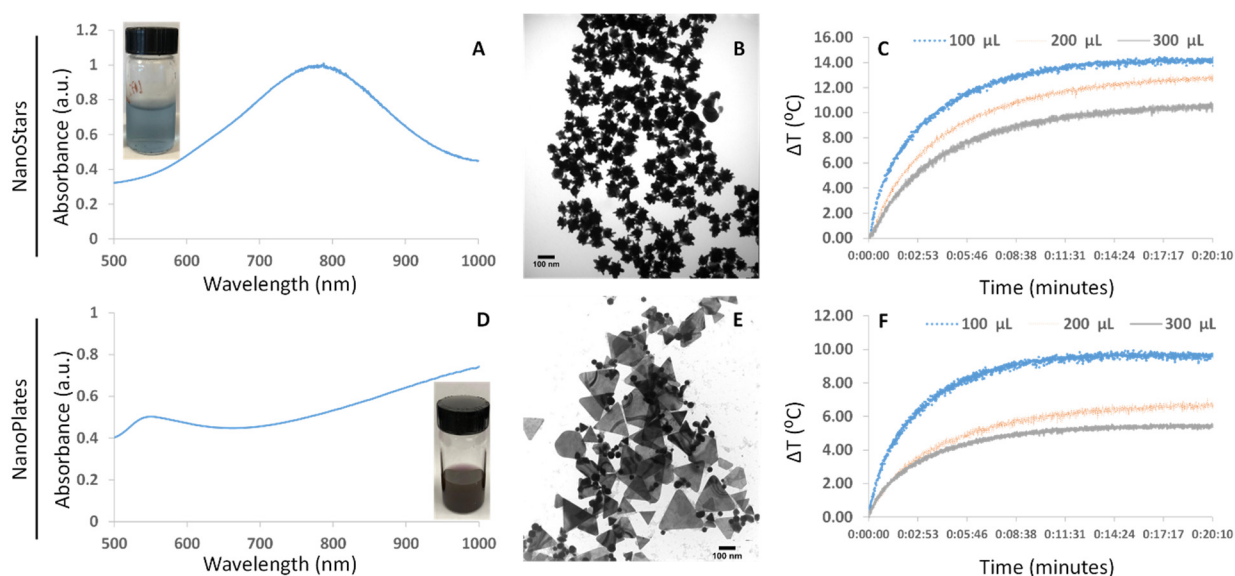 NanoStars
A
Absorbance (a.u.)
1.2
1
0.8
0.6
0.4
0.2
0
500 600 700 800 900 1000
Wavelength (nm)
B
100 nm
C
100 µL 200 µL 300 µL
ΔT (⁰C)
16.00
14.00
12.00
10.00
8.00
6.00
4.00
2.00
0.00
0:00:00 0:02:53 0:05:46 0:08:38 0:11:31 0:14:24 0:17:17 0:20:10
Time (minutes)
NanoPlates
D
Absorbance (a.u.)
1
0.8
0.6
0.4
0.2
0
500 600 700 800 900 1000
Wavelength (nm)
E
100 nm
F
100 µL 200 µL 300 µL
ΔT (⁰C)
12.00
10.00
8.00
6.00
4.00
2.00
0.00
0:00:00 0:02:53 0:05:46 0:08:38 0:11:31 0:14:24 0:17:17 0:20:10
Time (minutes)